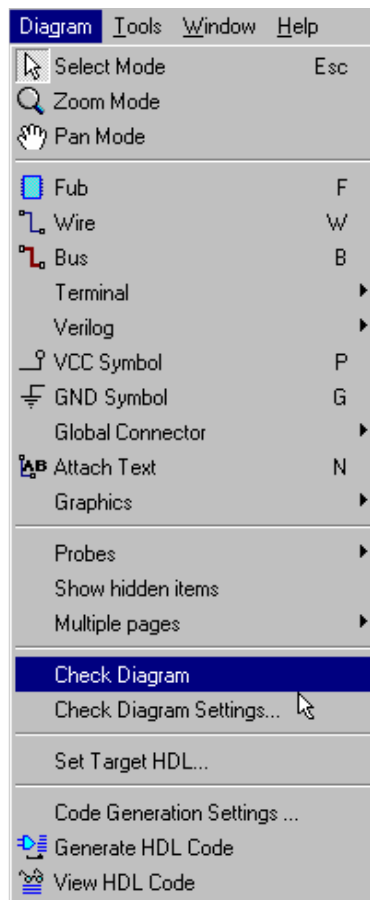 Diagram Tools Window Help
Select Mode Esc
Zoom Mode
Pan Mode
Fub F
Wire W
Bus B
Terminal
Verilog
VCC Symbol P
GND Symbol G
Global Connector
AB Attach Text N
Graphics
Probes
Show hidden items
Multiple pages
Check Diagram
Check Diagram Settings...
Set Target HDL...
Code Generation Settings ...
Generate HDL Code
View HDL Code